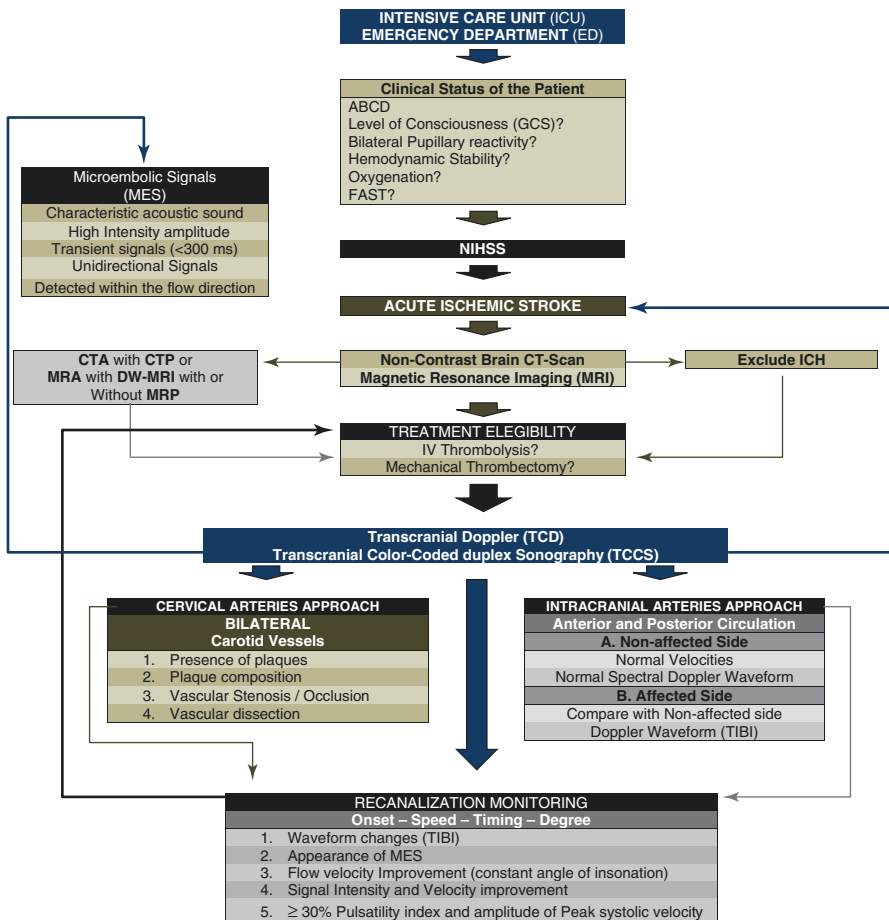 INTENSIVE CARE UNIT (ICU)
EMERGENCY DEPARTMENT (ED)
Clinical Status of the Patient
ABCD
Level of Consciousness (GCS)?
Bilateral Pupillary reactivity?
Hemodynamic Stability?
Oxygenation?
FAST?
Microembolic Signals
(MES)
Characteristic acoustic sound
High Intensity amplitude
Transient signals (<300 ms)
Unidirectional Signals
Detected within the flow direction
NIHSS
ACUTE ISCHEMIC STROKE
CTA with CTP or
MRA with DW-MRI with or
Without MRP
Non-Contrast Brain CT-Scan
Magnetic Resonance Imaging (MRI)
Exclude ICH
TREATMENT ELEGIBILITY
IV Thrombolysis?
Mechanical Thrombectomy?
Transcranial Doppler (TCD)
Transcranial Color-Coded duplex Sonography (TCCS)
CERVICAL ARTERIES APPROACH
BILATERAL
Carotid Vessels
1. Presence of plaques
2. Plaque composition
3. Vascular Stenosis / Occlusion
4. Vascular dissection
INTRACRANIAL ARTERIES APPROACH
Anterior and Posterior Circulation
A. Non-affected Side
Normal Velocities
Normal Spectral Doppler Waveform
B. Affected Side
Compare with Non-affected side
Doppler Waveform (TIBI)
RECANALIZATION MONITORING
Onset – Speed – Timing – Degree
1. Waveform changes (TIBI)
2. Appearance of MES
3. Flow velocity Improvement (constant angle of insonation)
4. Signal Intensity and Velocity improvement
5. ≥ 30% Pulsatility index and amplitude of Peak systolic velocity